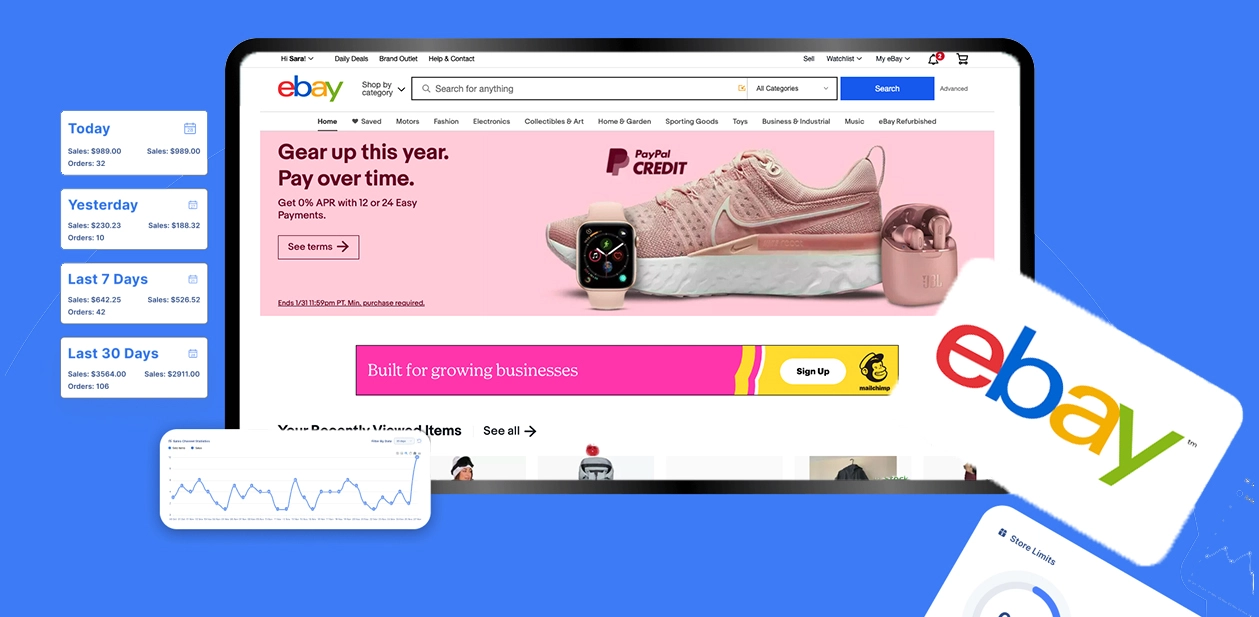 Hi Sara! Daily Deals Brand Outlet Help & Contact Sell Watchlist My eBay 2
ebay Shop by category Search for anything All Categories Search Advanced
Home Saved Motors Fashion Electronics Collectibles & Art Home & Garden Sporting Goods Toys Business & Industrial Music eBay Refurbished
Gear up this year.
Pay over time.
Get 0% APR with 12 or 24 Easy
Payments.
See terms
Ends 1/31 11:59pm PT. Min. purchase required.
PayPal
CREDIT
JBL
Today
Sales: $989.00 Sales: $989.00
Orders: 32
Yesterday
Sales: $230.23 Sales: $188.32
Orders: 10
Last 7 Days
Sales: $642.25 Sales: $526.52
Orders: 42
Last 30 Days
Sales: $3564.00 Sales: $2911.00
Orders: 106
Built for growing businesses
Sign Up
mailchimp
Your Recently Viewed Items See all
ebay™
Store Limits